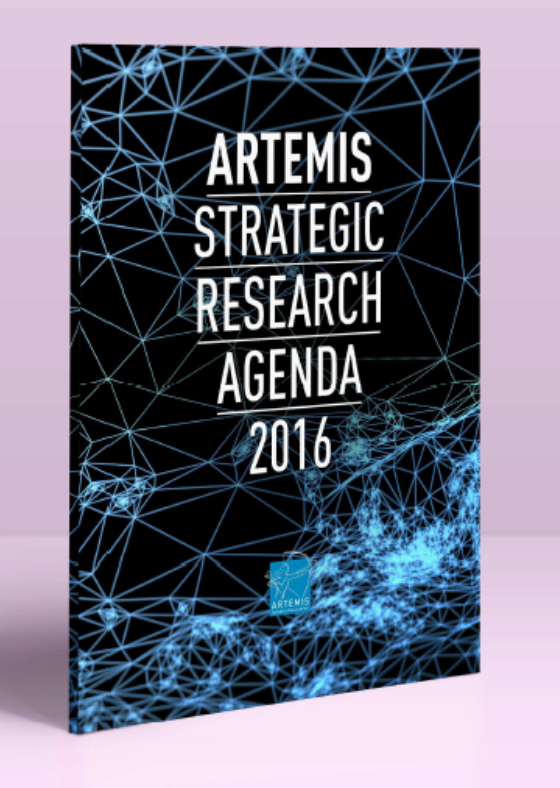 ARTEMIS
STRATEGIC
RESEARCH
AGENDA
2016
ARTEMIS